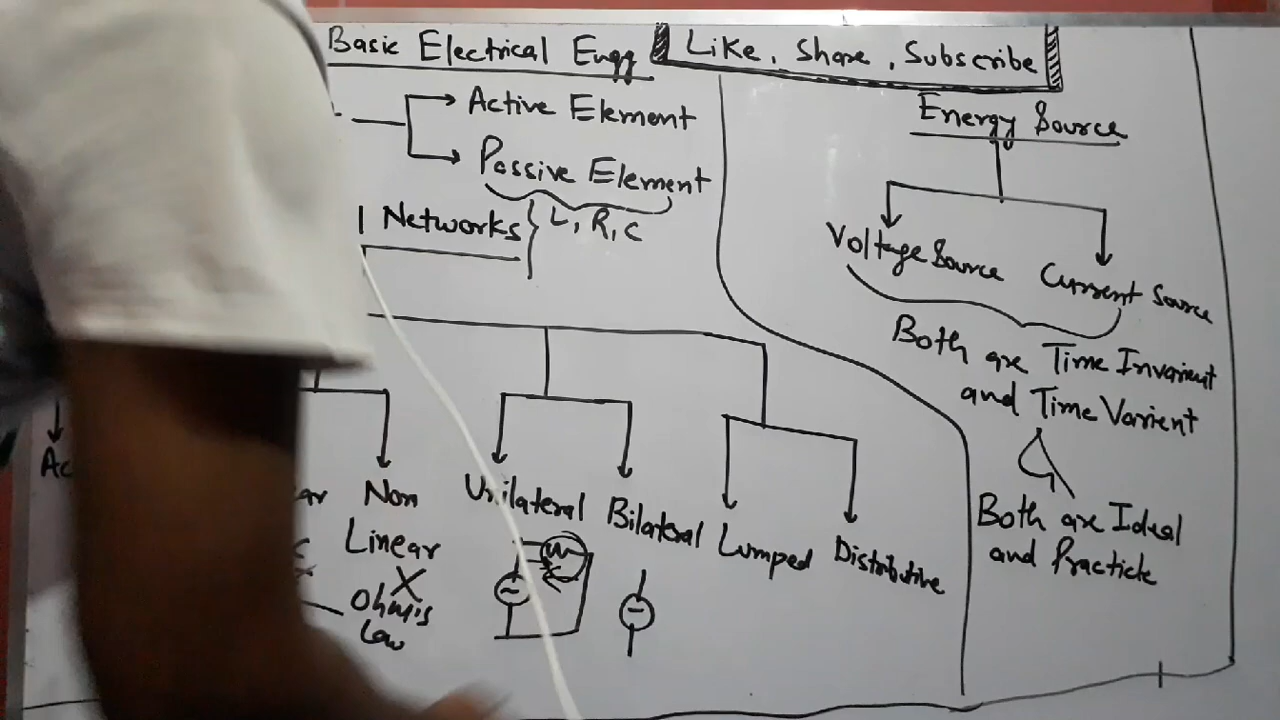 Basic Electrical Engg
Like, Share, Subscribe
Active Element
Passive Element
L, R, C
Networks
Energy Source
Voltage Source
Current Source
Both are Time Invarient
and Time Varient
Both are Ideal
and Practicle
Non
Linear
X
Ohm's
Law
Unilateral
Bilateral
Lumped
Distributive